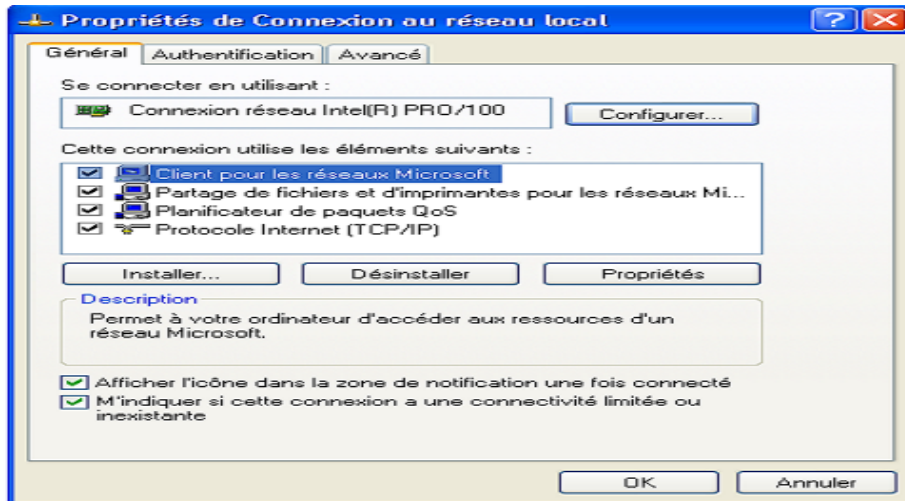 Propriétés de Connexion au réseau local
Général Authentification Avancé
Se connecter en utilisant :
Connexion réseau Intel(R) PRO/100
Configurer...
Cette connexion utilise les éléments suivants :
Client pour les réseaux Microsoft
Partage de fichiers et d'imprimantes pour les réseaux Mi...
Planificateur de paquets QoS
Protocole Internet (TCP/IP)
Installer... Désinstaller Propriétés
Description
Permet à votre ordinateur d'accéder aux ressources d'un
réseau Microsoft.
Afficher l'icône dans la zone de notification une fois connecté
M'indiquer si cette connexion a une connectivité limitée ou
inexistante
OK Annuler